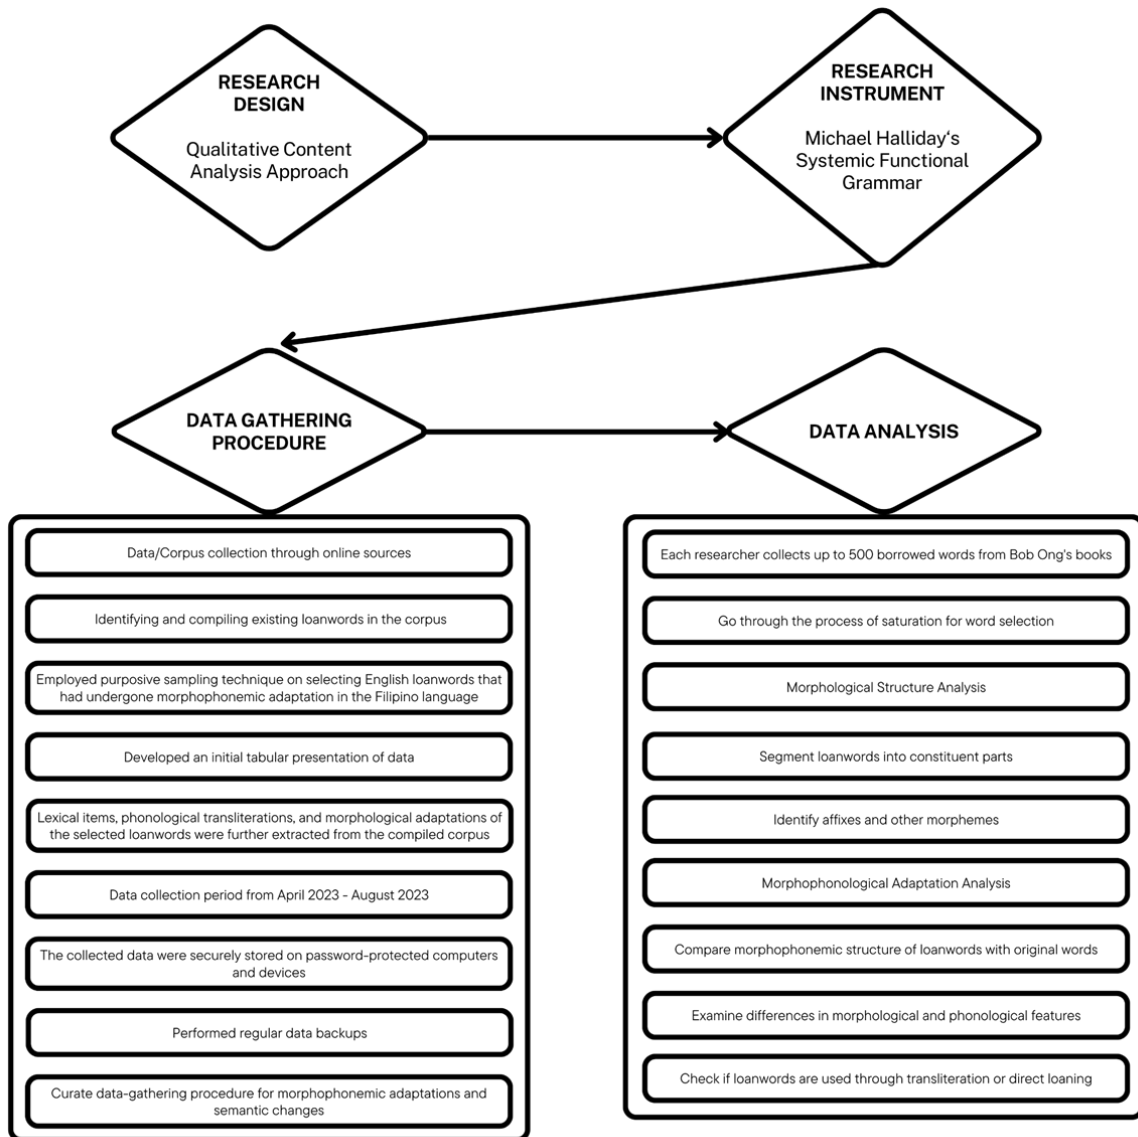 RESEARCH
DESIGN
Qualitative Content
Analysis Approach
RESEARCH
INSTRUMENT
Michael Halliday‘s
Systemic Functional
Grammar
DATA GATHERING
PROCEDURE
DATA ANALYSIS
Data/Corpus collection through online sources
Identifying and compiling existing loanwords in the corpus
Employed purposive sampling technique on selecting English loanwords that
had undergone morphophonemic adaptation in the Filipino language
Developed an initial tabular presentation of data
Lexical items, phonological transliterations, and morphological adaptations of
the selected loanwords were further extracted from the compiled corpus
Data collection period from April 2023 - August 2023
The collected data were securely stored on password-protected computers
and devices
Performed regular data backups
Curate data-gathering procedure for morphophonemic adaptations and
semantic changes
Each researcher collects up to 500 borrowed words from Bob Ong's books
Go through the process of saturation for word selection
Morphological Structure Analysis
Segment loanwords into constituent parts
Identify affixes and other morphemes
Morphophonological Adaptation Analysis
Compare morphophonemic structure of loanwords with original words
Examine differences in morphological and phonological features
Check if loanwords are used through transliteration or direct loaning